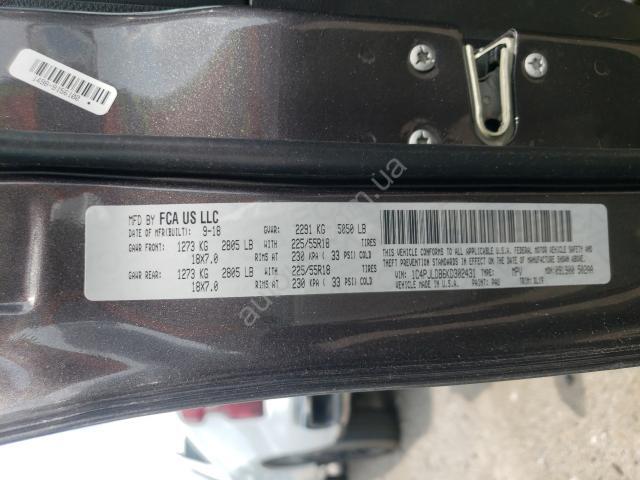 1490-9156100
MFD BY FCA US LLC
DATE OF MFR(BUILT): 9-18 GVWR: 2291 KG 5050 LB
GAWR FRONT: 1273 KG 2805 LB WITH 225/55R18 TIRES
18X7.0 RIMS AT 230 KPA ( 33 PSI) COLD
GAWR REAR: 1273 KG 2805 LB WITH 225/55R18 TIRES
18X7.0 RIMS AT 230 KPA ( 33 PSI) COLD
THIS VEHICLE CONFORMS TO ALL APPLICABLE U.S.A. FEDERAL MOTOR VEHICLE SAFETY AND
THEFT PREVENTION STANDARDS IN EFFECT ON THE DATE OF MANUFACTURE SHOWN ABOVE.
VIN: 1C4PJLDB6KD302431 TYPE: MPV MDH:
VEHICLE MADE IN U.S.A. PAINT: PAU TRIM: